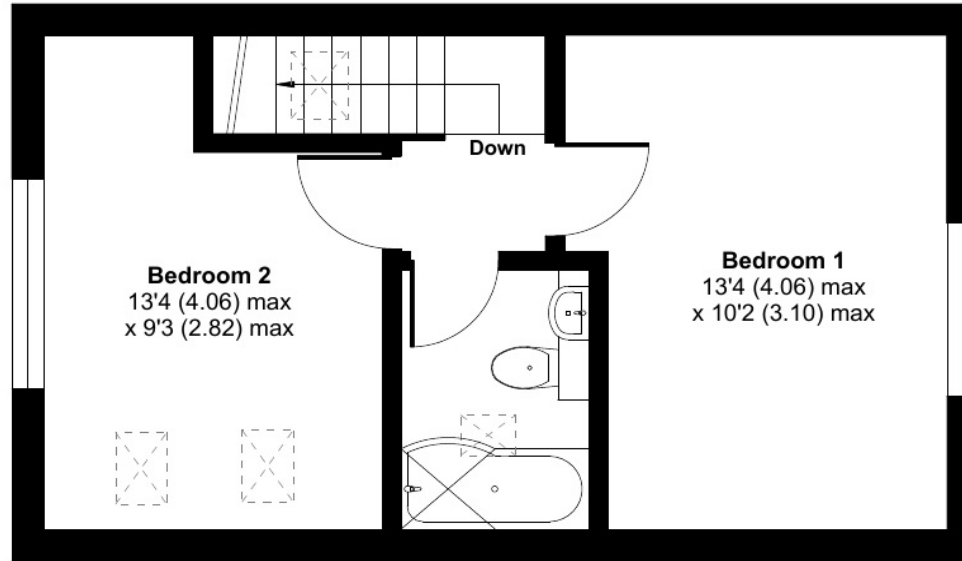 Down
Bedroom 2
13'4 (4.06) max
x 9'3 (2.82) max
Bedroom 1
13'4 (4.06) max
x 10'2 (3.10) max